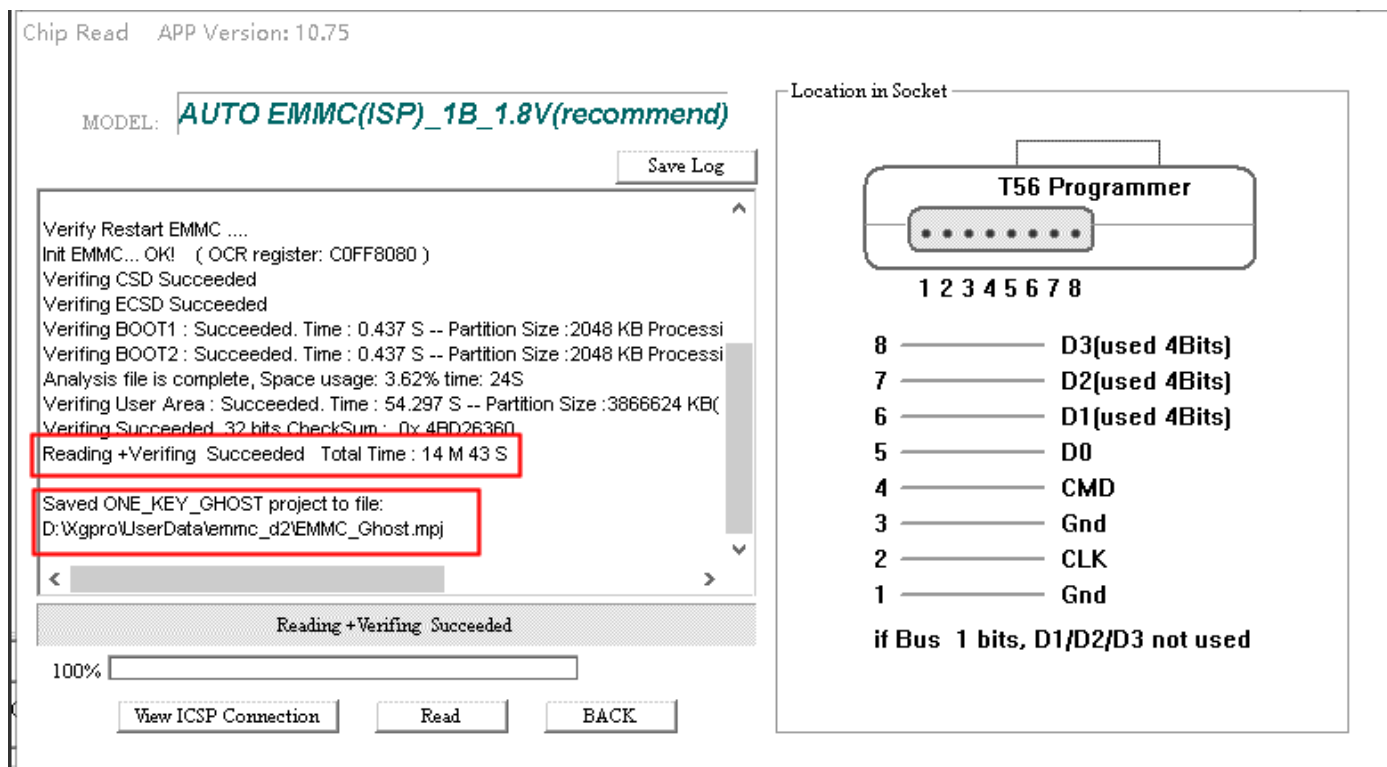 Chip Read APP Version: 10.75
MODEL: AUTO EMMC(ISP)_1B_1.8V(recommend)
Save Log
Verify Restart EMMC ....
Init EMMC... OK! ( OCR register: C0FF8080 )
Verifing CSD Succeeded
Verifing ECSD Succeeded
Verifing BOOT1 : Succeeded. Time : 0.437 S -- Partition Size :2048 KB Processi
Verifing BOOT2 : Succeeded. Time : 0.437 S -- Partition Size :2048 KB Processi
Analysis file is complete, Space usage: 3.62% time: 24S
Verifing User Area : Succeeded. Time : 54.297 S -- Partition Size :3866624 KB(
Verifing Succeeded 32 bits CheckSum : 0x 4BD26360
Reading +Verifing Succeeded Total Time : 14 M 43 S
Saved ONE_KEY_GHOST project to file:
D:\Xgpro\UserData\emmc_d2\EMMC_Ghost.mpj
Reading +Verifing Succeeded
100%
View ICSP Connection Read BACK
Location in Socket
T56 Programmer
1 2 3 4 5 6 7 8
8 D3(used 4Bits)
7 D2(used 4Bits)
6 D1(used 4Bits)
5 D0
4 CMD
3 Gnd
2 CLK
1 Gnd
if Bus 1 bits, D1/D2/D3 not used